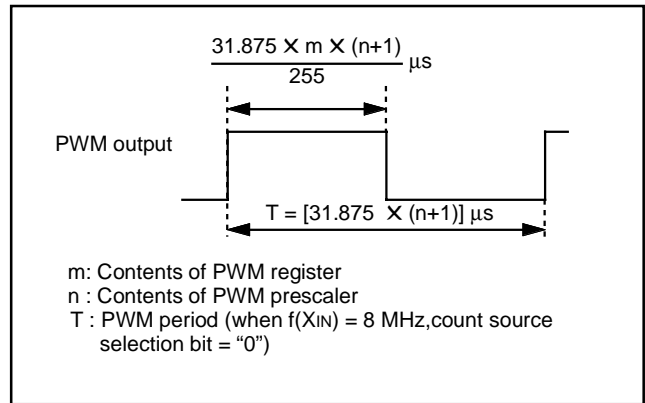 31.875 X m X (n+1)
255
μs
PWM output
T = [31.875 X (n+1)] μs
m: Contents of PWM register
n : Contents of PWM prescaler
T : PWM period (when f(XIN) = 8 MHz,count source
selection bit = “0”)